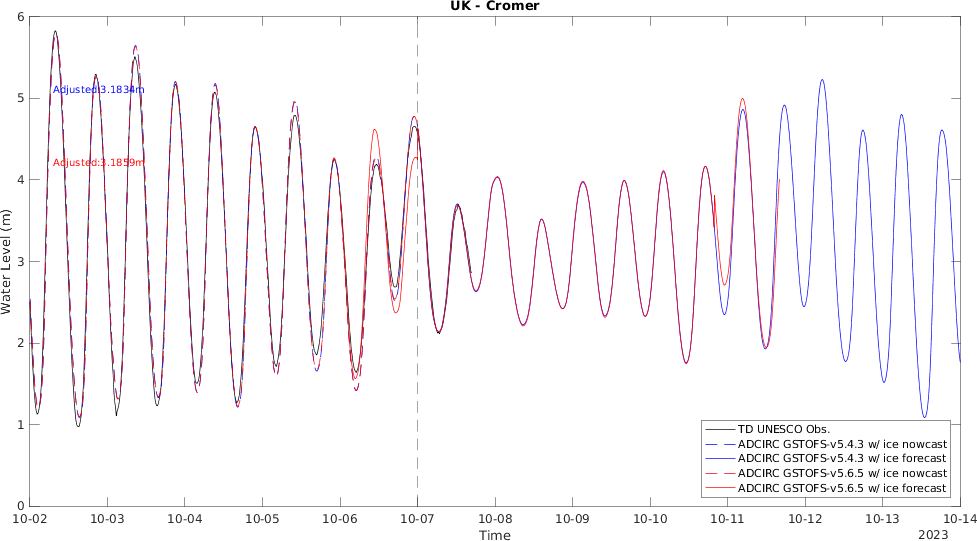 UK - Cromer
6
5
4
3
2
1
0
Water Level (m)
Adjusted:3.1834m
Adjusted:3.1859m
TD UNESCO Obs.
ADCIRC GSTOFS-v5.4.3 w/ ice nowcast
ADCIRC GSTOFS-v5.4.3 w/ ice forecast
ADCIRC GSTOFS-v5.6.5 w/ ice nowcast
ADCIRC GSTOFS-v5.6.5 w/ ice forecast
10-02 10-03 10-04 10-05 10-06 10-07 10-08 10-09 10-10 10-11 10-12 10-13 10-14
Time
2023